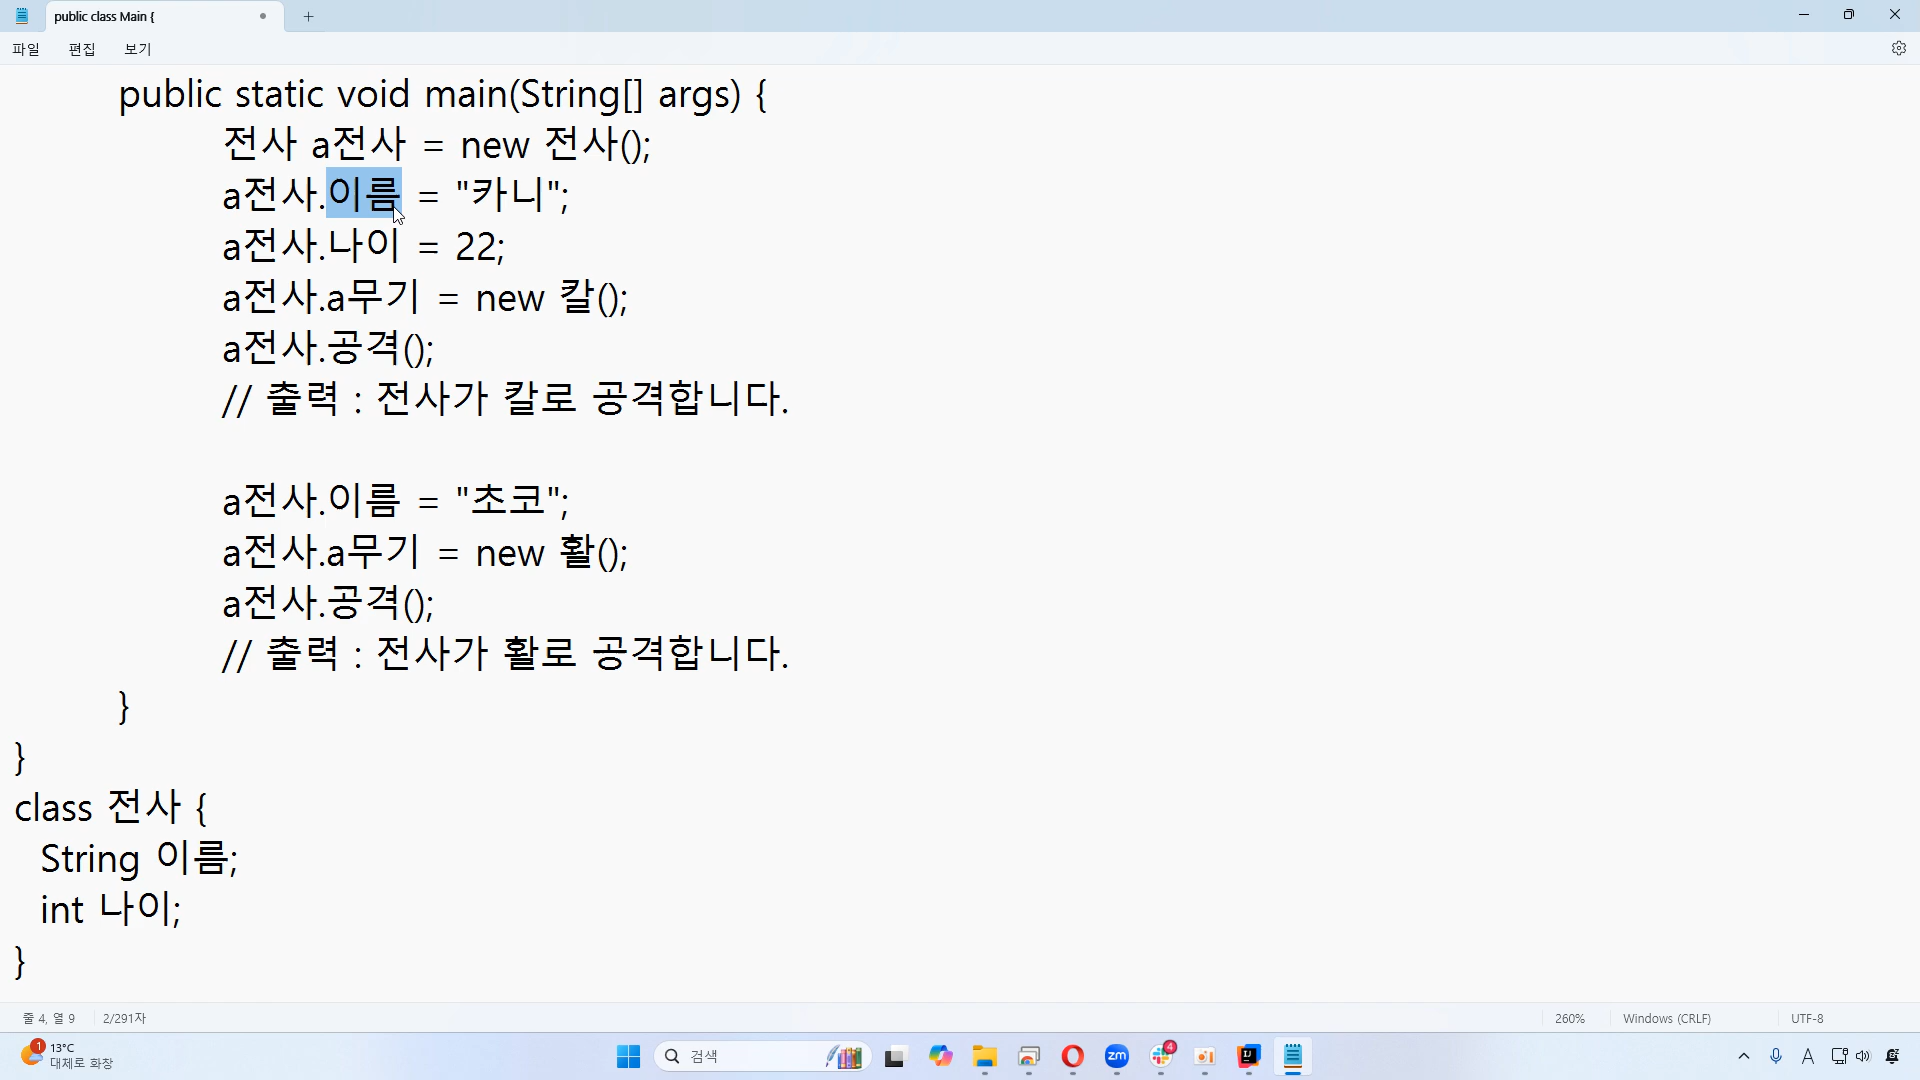 public class Main {
파일 편집 보기
public static void main(String[] args) {
전사 a전사 = new 전사();
a전사.이름 = "카니";
a전사.나이 = 22;
a전사.a무기 = new 칼();
a전사.공격();
// 출력 : 전사가 칼로 공격합니다.
a전사.이름 = "초코";
a전사.a무기 = new 활();
a전사.공격();
// 출력 : 전사가 활로 공격합니다.
}
}
class 전사 {
String 이름;
int 나이;
}
줄 4, 열 9 2/291자 260% Windows (CRLF) UTF-8
1 13°C
대체로 화창
검색
zm
4
A